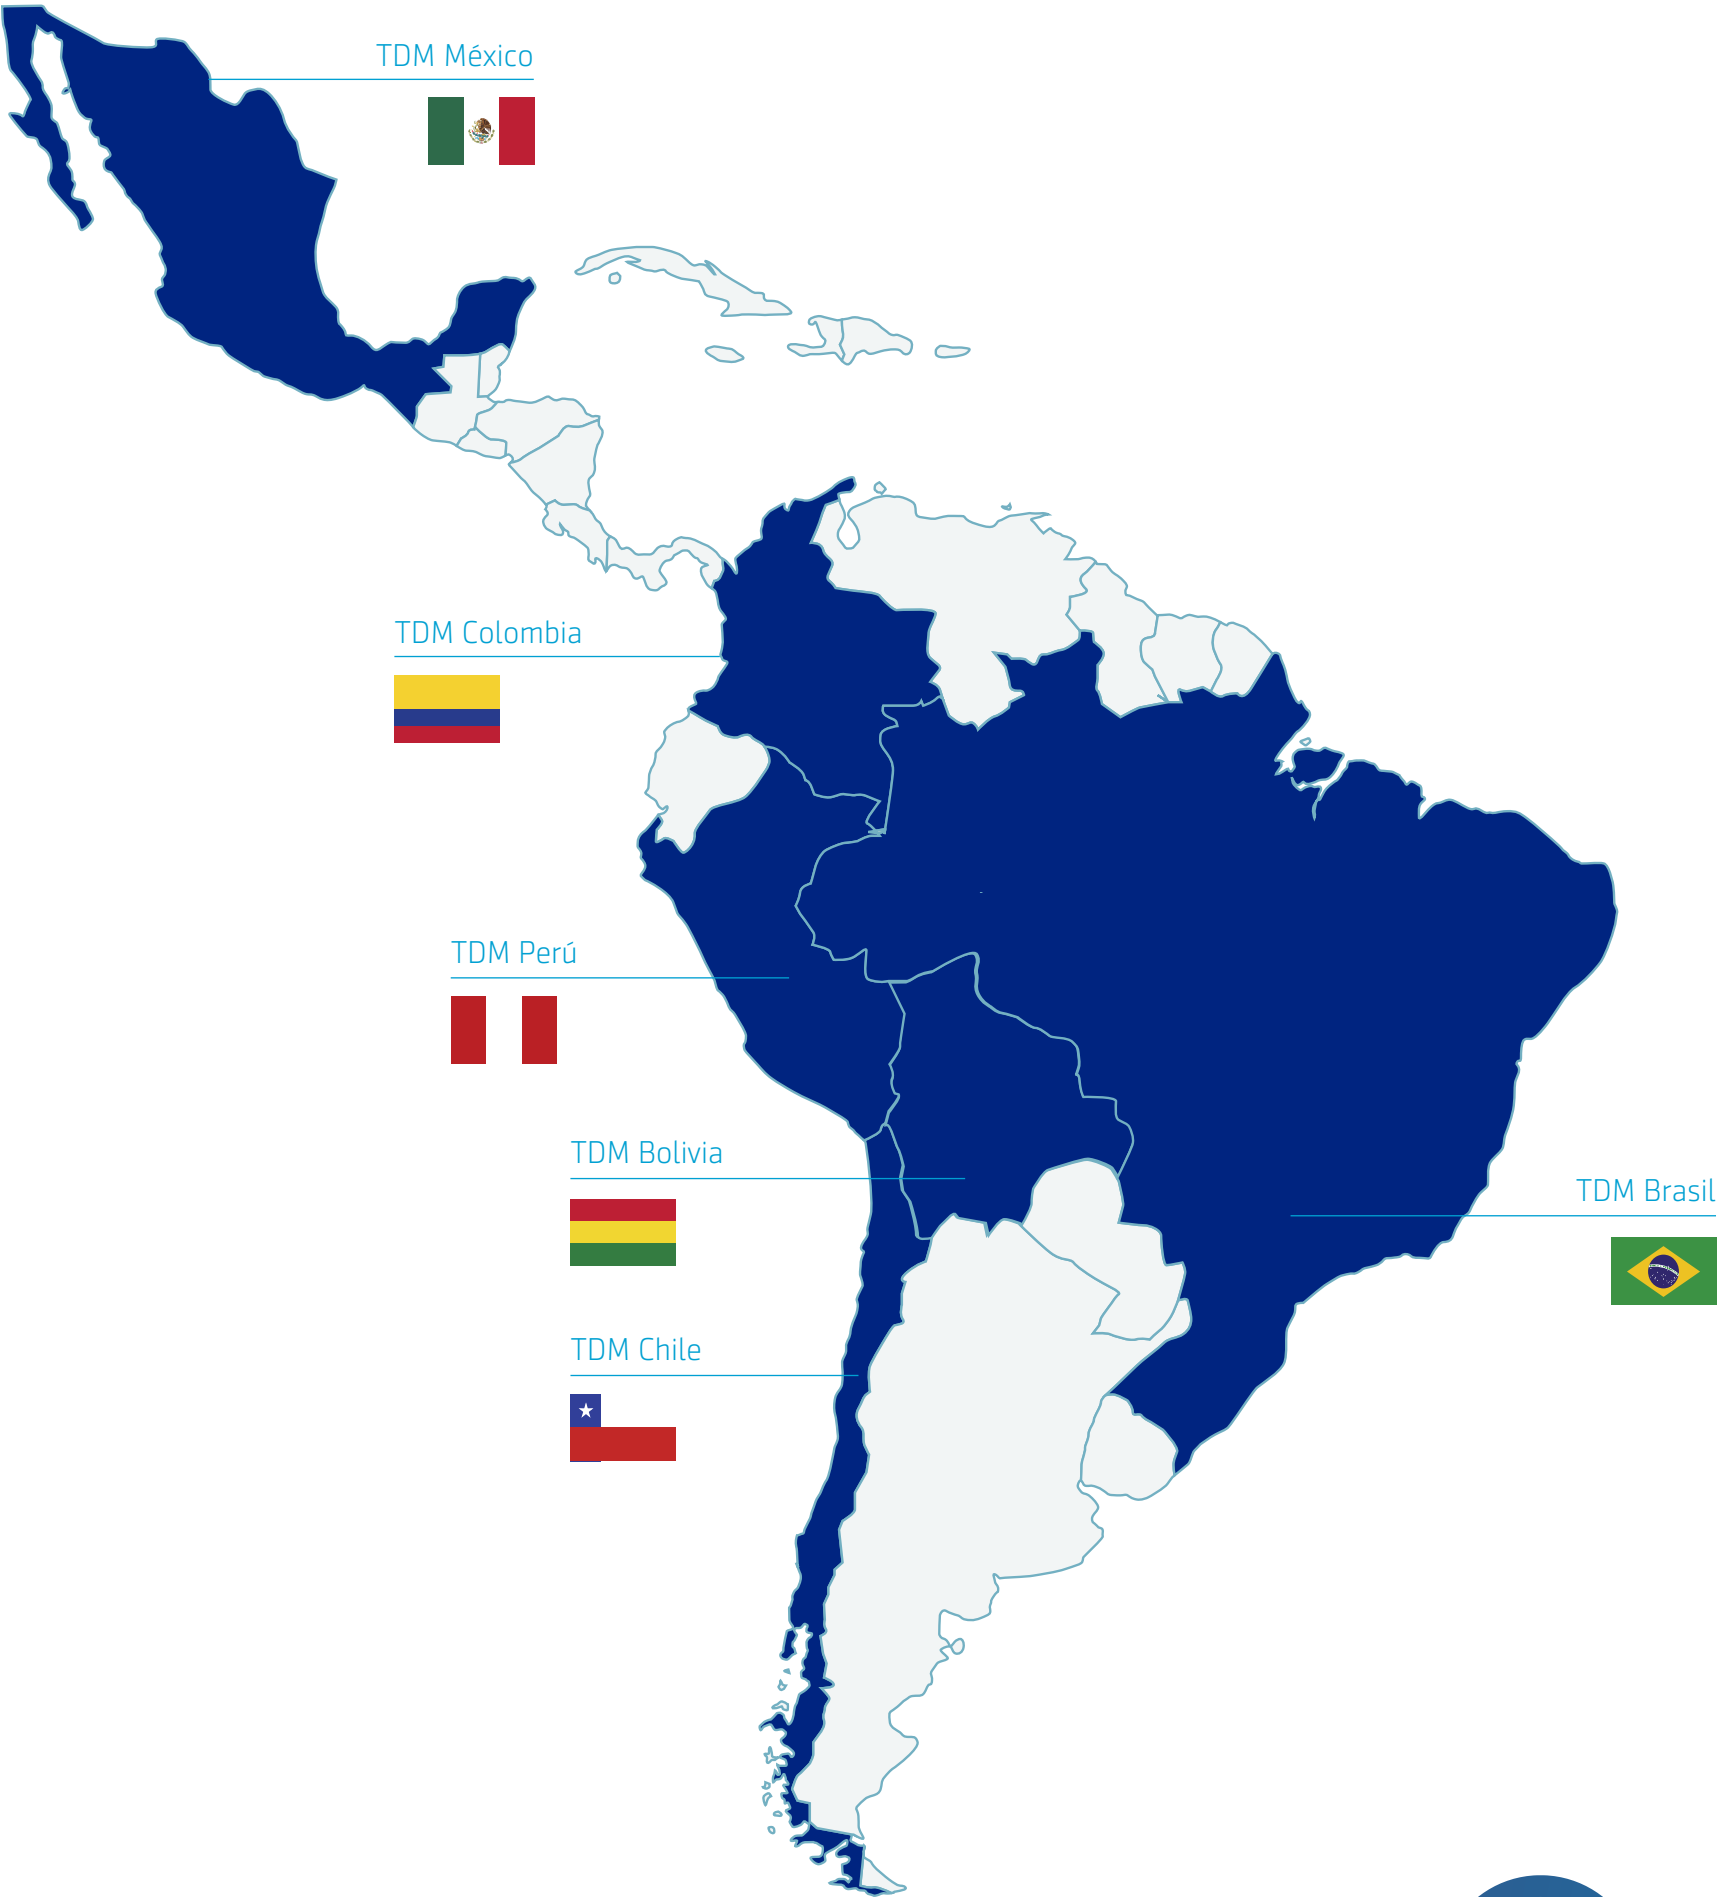 TDM México
TDM Colombia
TDM Perú
TDM Bolivia
TDM Brasil
TDM Chile